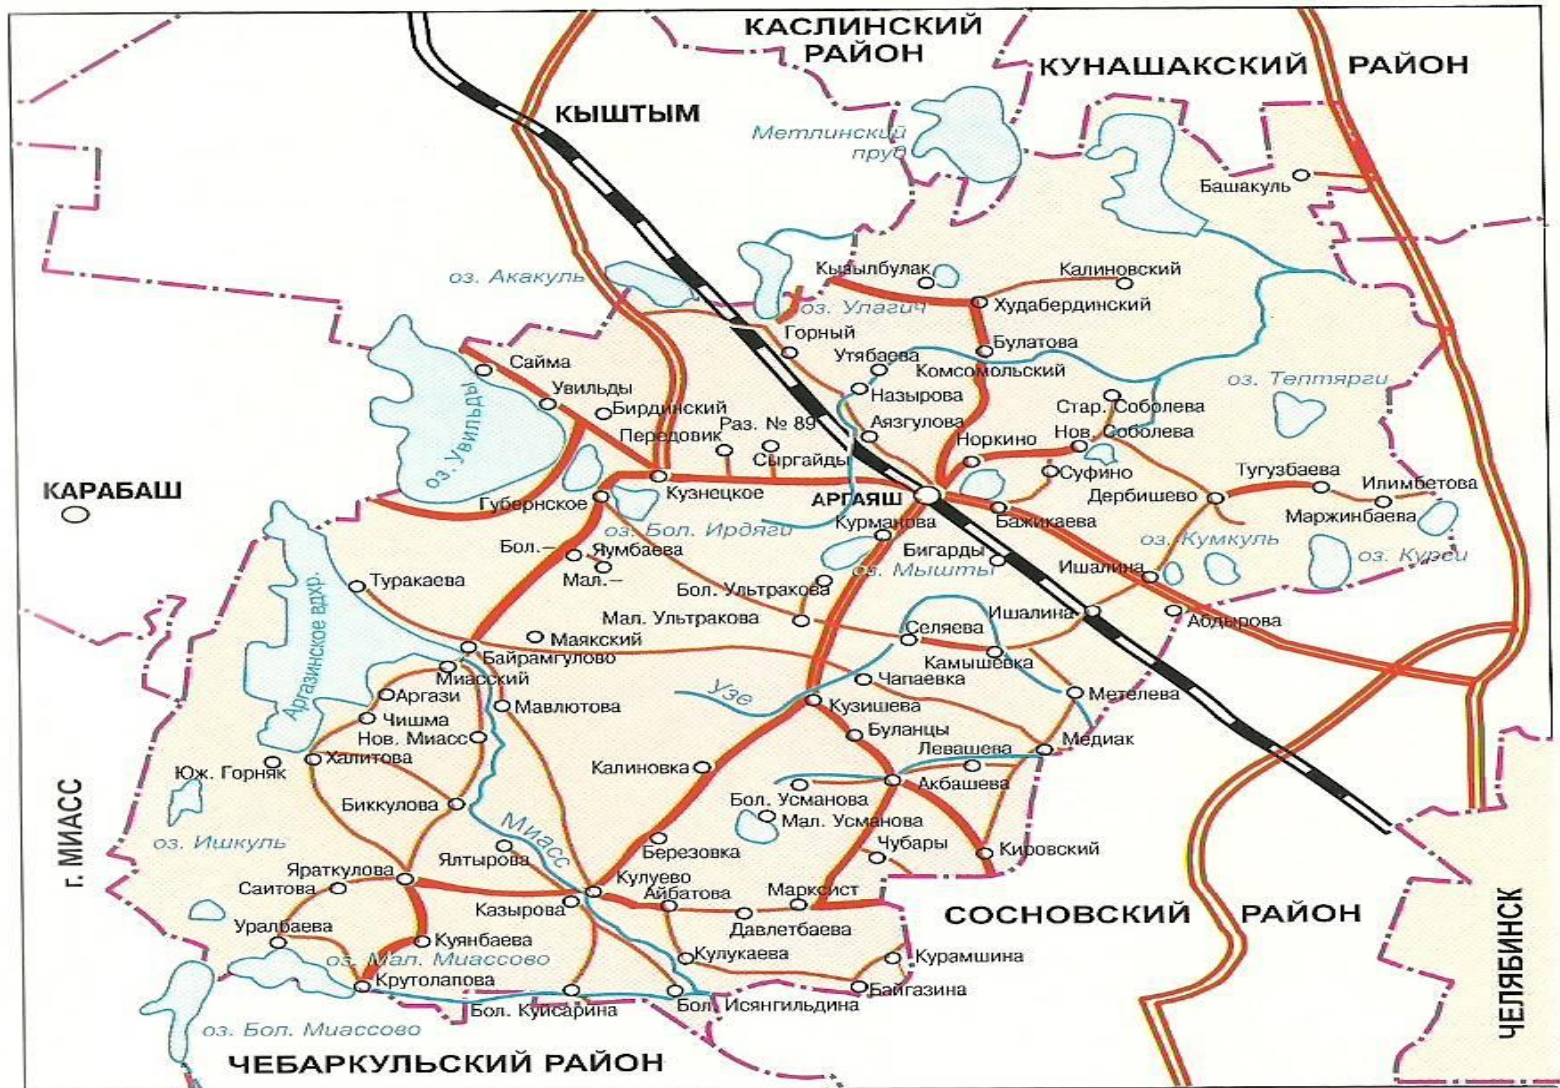 КАСЛИНСКИЙ
РАЙОН
КУНАШАКСКИЙ РАЙОН
КЫШТЫМ
Метлинский
пруд
Башакуль
оз. Акакуль
Кызылбулак
Калиновский
оз. Улагич
Худабердинский
Горный
Булатова
Утябаева
Комсомольский
Сайма
Увильды
Назырова
оз. Тептярги
Бирдинский
Стар. Соболева
оз. Увильды
Передовик
Раз. № 89
Аязгулова
Норкино
Нов. Соболева
Сыргайды
Суфино
Тугузбаева
Илимбетова
КАРАБАШ
Губернское
Кузнецкое
АРГАЯШ
Дербишево
Маржинбаева
оз. Бол. Ирдяги
Курманова
Бажикаева
оз. Кумкуль
оз. Курги
Бол.–
Яумбаева
Мал.–
Бигарды
оз. Мышты
Ишалина
Туракаева
Бол. Ультракова
Аргазинское вдхр.
Мал. Ультракова
Ишалина
Абдырова
Маякский
Селяева
Байрамгулово
Камышевка
Миасский
Чапаевка
Аргази
Узе
Метелева
Мавлютова
Кузишева
Чишма
Буланцы
Нов. Миасс
Левашева
Медиак
Халитова
Юж. Горняк
Калиновка
Акбашева
Бол. Усманова
Биккулова
Мал. Усманова
Миасс
оз. Ишкуль
г. МИАСС
Ялтырова
Березовка
Чубары
Кировский
Яраткулова
Саитова
Кулуево
Айбатова
Марксист
Казырова
СОСНОВСКИЙ РАЙОН
Уралбаева
Давлетбаева
Куянбаева
оз. Мал. Миассово
Кулукаева
Курамшина
Крутолапова
Байгазина
Бол. Куйсарина
Бол. Исянгильдина
оз. Бол. Миассово
ЧЕБАРКУЛЬСКИЙ РАЙОН
ЧЕЛЯБИНСК